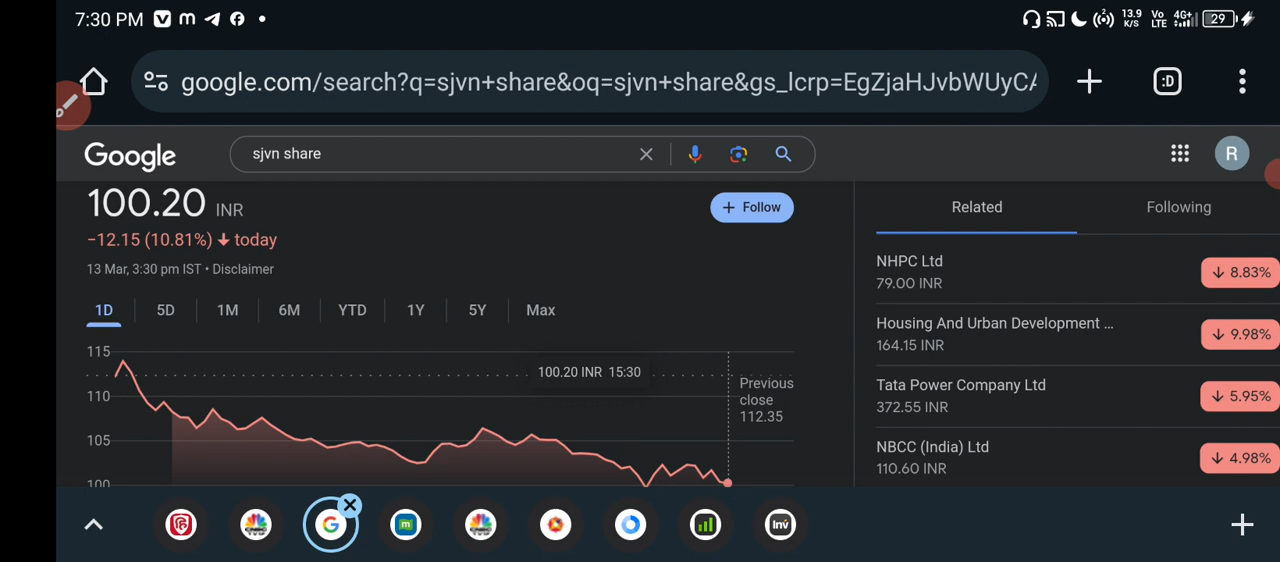 7:30 PM
13.9 K/S
Vo LTE
4G+
29
google.com/search?q=sjvn+share&oq=sjvn+share&gs_lcrp=EgZjaHJvbWUyCA
:D
Google
sjvn share
R
100.20 INR
+ Follow
−12.15 (10.81%) ↓ today
13 Mar, 3:30 pm IST • Disclaimer
1D 5D 1M 6M YTD 1Y 5Y Max
115
110
105
100
100.20 INR 15:30
Previous
close
112.35
Related Following
NHPC Ltd
79.00 INR
↓ 8.83%
Housing And Urban Development ...
164.15 INR
↓ 9.98%
Tata Power Company Ltd
372.55 INR
↓ 5.95%
NBCC (India) Ltd
110.60 INR
↓ 4.98%
G
m
Inv